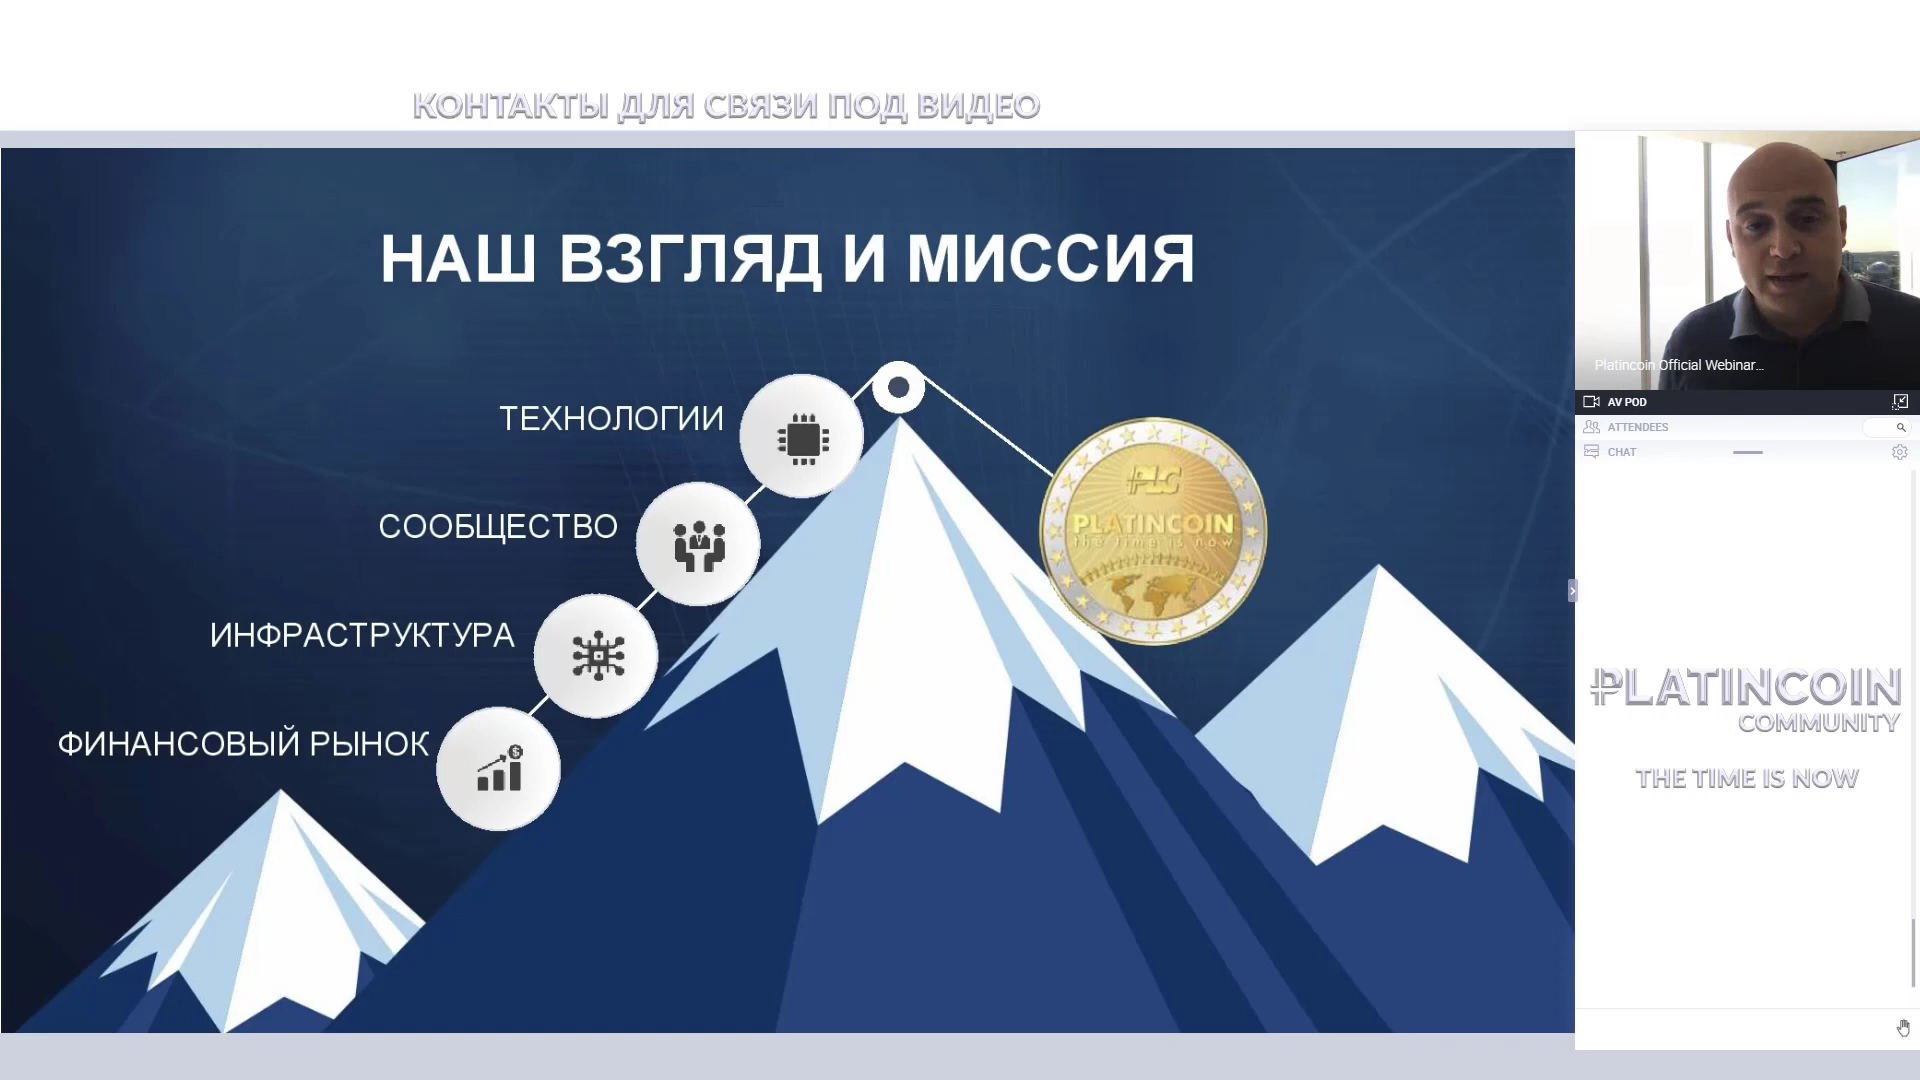 КОНТАКТЫ ДЛЯ СВЯЗИ ПОД ВИДЕО
НАШ ВЗГЛЯД И МИССИЯ
ТЕХНОЛОГИИ
СООБЩЕСТВО
ИНФРАСТРУКТУРА
ФИНАНСОВЫЙ РЫНОК
PLC
PLATINCOIN
the time is now
Platincoin Official Webinar...
AV POD
ATTENDEES
CHAT
PLATINCOIN
COMMUNITY
THE TIME IS NOW